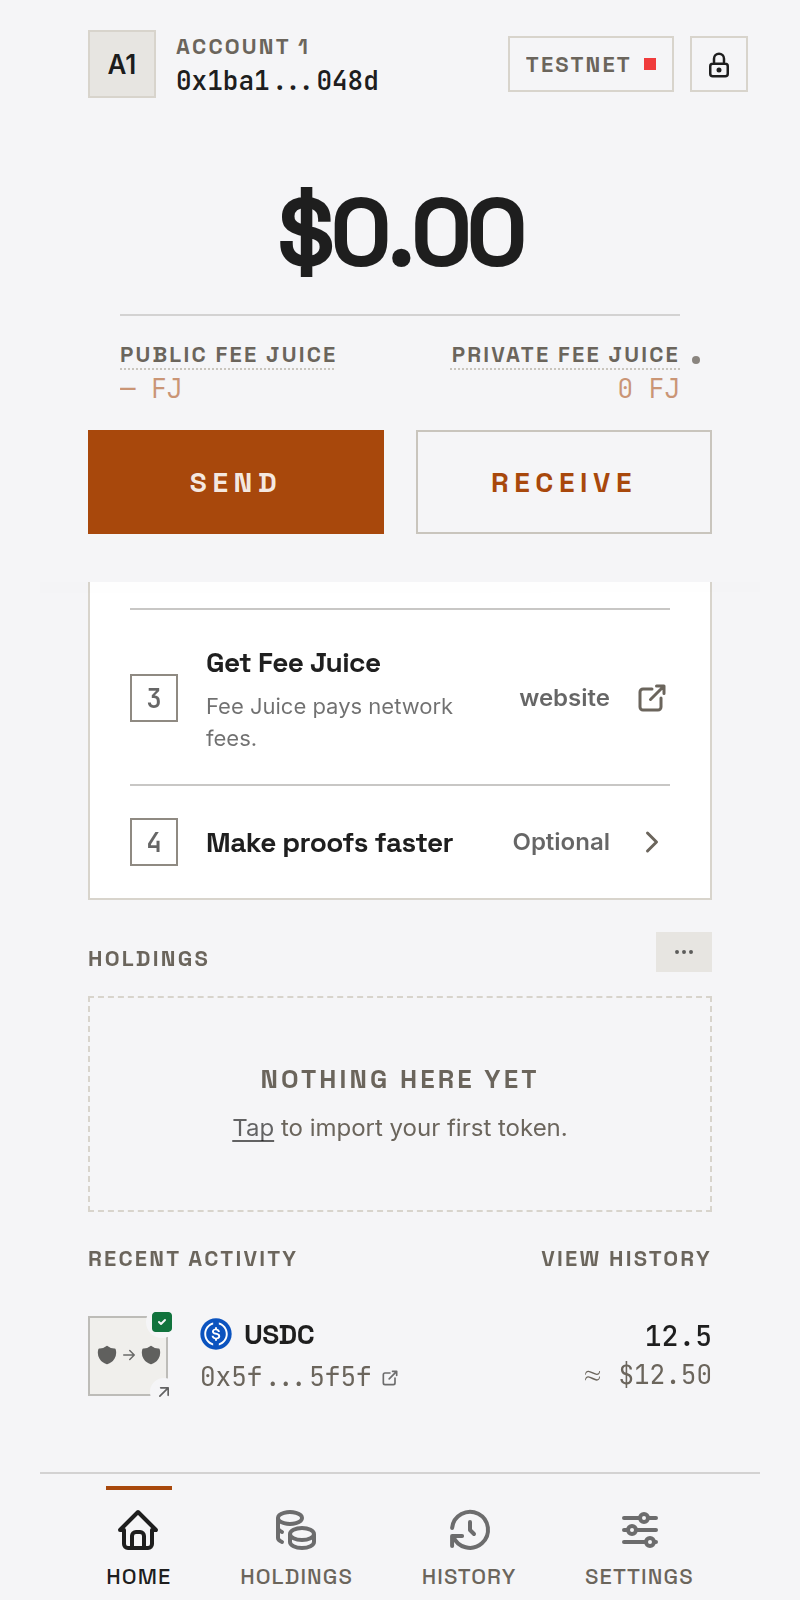 A1
ACCOUNT 1
0x1ba1...048d
TESTNET
$0.00
PUBLIC FEE JUICE
PRIVATE FEE JUICE
— FJ
0 FJ
SEND
RECEIVE
3
Get Fee Juice
Fee Juice pays network
fees.
website
4
Make proofs faster
Optional
HOLDINGS
...
NOTHING HERE YET
Tap to import your first token.
RECENT ACTIVITY
VIEW HISTORY
USDC
12.5
0x5f...5f5f
≈ $12.50
HOME
HOLDINGS
HISTORY
SETTINGS